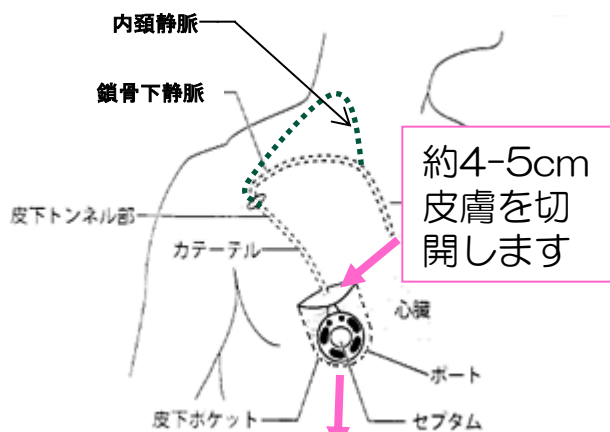 内頚静脈
鎖骨下静脈
約4-5cm
皮膚を切
開します
皮下トンネル部
カテーテル
心臓
ポート
皮下ポケット
セプタム